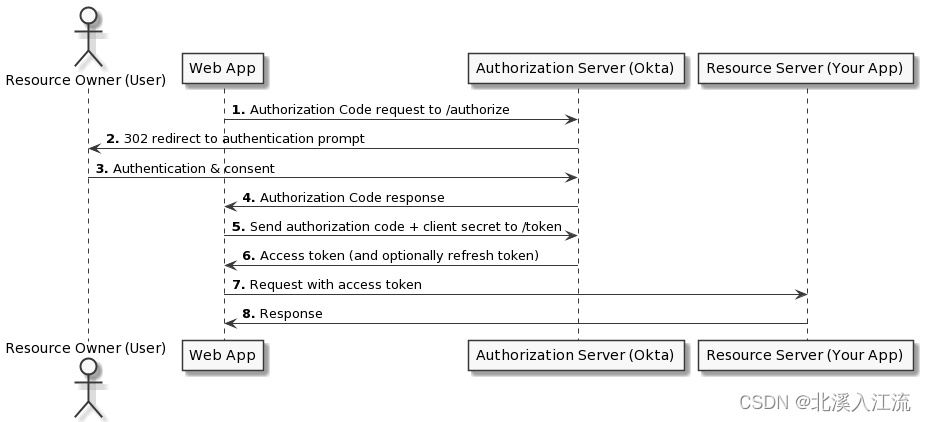 Resource Owner (User)
Web App
Authorization Server (Okta)
Resource Server (Your App)
1. Authorization Code request to /authorize
2. 302 redirect to authentication prompt
3. Authentication & consent
4. Authorization Code response
5. Send authorization code + client secret to /token
6. Access token (and optionally refresh token)
7. Request with access token
8. Response
Resource Owner (User)
Web App
Authorization Server (Okta)
Resource Server (Your App)
CSDN @北溪入江流